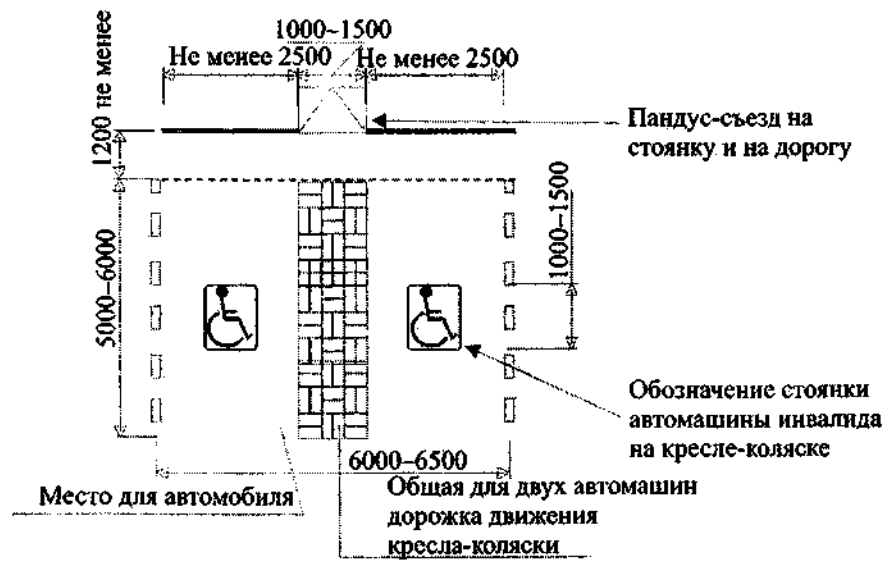 1000~1500
Не менее 2500
Не менее 2500
1200 не менее
Пандус-съезд на
стоянку и на дорогу
1000–1500
5000–6000
Обозначение стоянки
автомашины инвалида
на кресле-коляске
6000–6500
Место для автомобиля
Общая для двух автомашин
дорожка движения
кресла-коляски